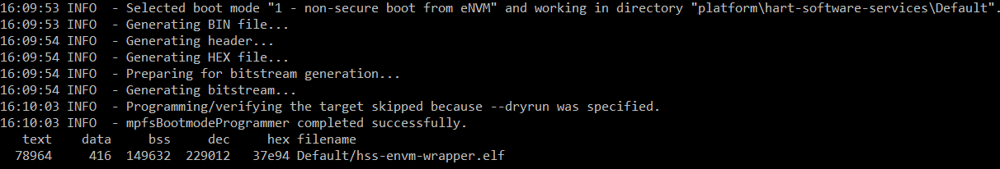 16:09:53 INFO  - Selected boot mode "1 - non-secure boot from eNVM" and working in directory "platform\hart-software-services\Default".
16:09:53 INFO  - Generating BIN file...
16:09:54 INFO  - Generating header...
16:09:54 INFO  - Generating HEX file...
16:09:54 INFO  - Preparing for bitstream generation...
16:09:54 INFO  - Generating bitstream...
16:10:03 INFO  - Programming/verifying the target skipped because --dryrun was specified.
16:10:03 INFO  - mpfsBootmodeProgrammer completed successfully.
   text    data     bss     dec     hex filename
  78964     416  149632  229012   37e94 Default/hss-envm-wrapper.elf